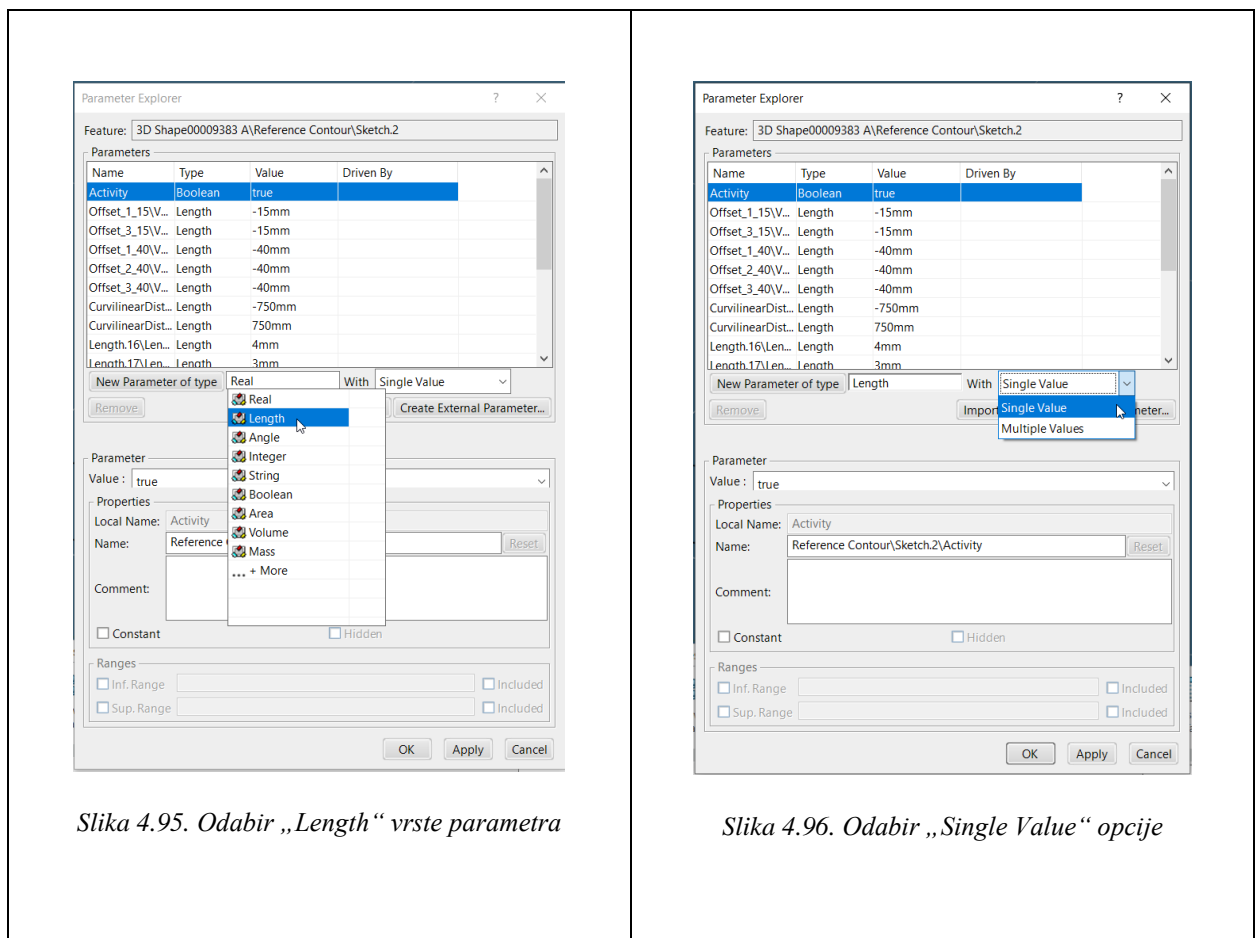 Parameter Explorer ? ×
Feature: 3D Shape00009383 A\Reference Contour\Sketch.2
Parameters
Name Type Value Driven By
Activity Boolean true
Offset_1_15\V... Length -15mm
Offset_3_15\V... Length -15mm
Offset_1_40\V... Length -40mm
Offset_2_40\V... Length -40mm
Offset_3_40\V... Length -40mm
CurvilinearDist... Length -750mm
CurvilinearDist... Length 750mm
Length.16\Len... Length 4mm
Length.17\Len... Length 3mm
New Parameter of type Real With Single Value
Remove Create External Parameter...
Real
Length
Angle
Integer
String
Boolean
Area
Volume
Mass
... + More
Parameter
Value : true
Properties
Local Name: Activity
Name: Reference Reset
Comment:
Constant Hidden
Ranges
Inf. Range Included
Sup. Range Included
OK Apply Cancel
Slika 4.95. Odabir „Length“ vrste parametra
Parameter Explorer ? ×
Feature: 3D Shape00009383 A\Reference Contour\Sketch.2
Parameters
Name Type Value Driven By
Activity Boolean true
Offset_1_15\V... Length -15mm
Offset_3_15\V... Length -15mm
Offset_1_40\V... Length -40mm
Offset_2_40\V... Length -40mm
Offset_3_40\V... Length -40mm
CurvilinearDist... Length -750mm
CurvilinearDist... Length 750mm
Length.16\Len... Length 4mm
Length.17\Len... Length 3mm
New Parameter of type Length With Single Value
Remove Impor Single Value meter...
Multiple Values
Parameter
Value : true
Properties
Local Name: Activity
Name: Reference Contour\Sketch.2\Activity Reset
Comment:
Constant Hidden
Ranges
Inf. Range Included
Sup. Range Included
OK Apply Cancel
Slika 4.96. Odabir „Single Value“ opcije